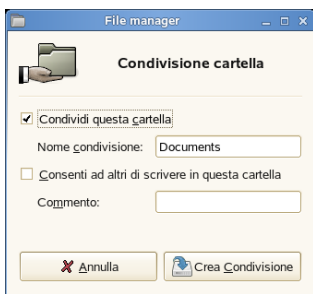 File manager
Condivisione cartella
Condividi questa cartella
Nome condivisione: Documents
Consenti ad altri di scrivere in questa cartella
Commento:
Annulla Crea Condivisione